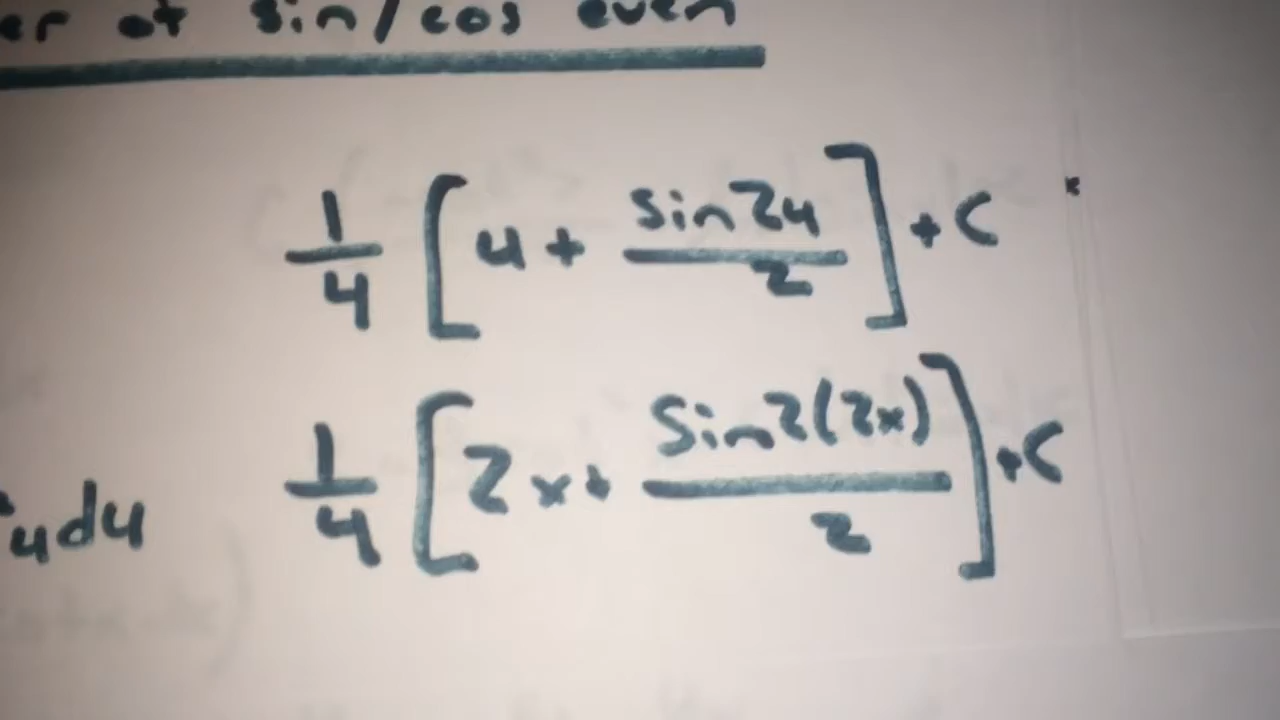 er of sin/cos even
1/4 [u + sin2u/2] + C
1/4 [2x + Sin2(2x)/2] + C
udu